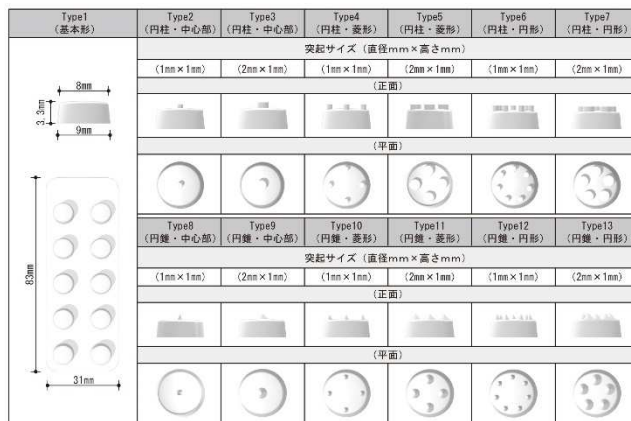 Type1 Type2 Type3 Type4 Type5 Type6 Type7
(基本形) (円柱・中心部) (円柱・中心部) (円柱・菱形) (円柱・菱形) (円柱・円形) (円柱・円形)
突起サイズ (直径mm×高さmm)
(1mm×1mm) (2mm×1mm) (1mm×1mm) (2mm×1mm) (1mm×1mm) (2mm×1mm)
(正面)
8mm
3.3mm
9mm
(平面)
83mm
31mm
Type8 Type9 Type10 Type11 Type12 Type13
(円錐・中心部) (円錐・中心部) (円錐・菱形) (円錐・菱形) (円錐・円形) (円錐・円形)
突起サイズ (直径mm×高さmm)
(1mm×1mm) (2mm×1mm) (1mm×1mm) (2mm×1mm) (1mm×1mm) (2mm×1mm)
(正面)
(平面)